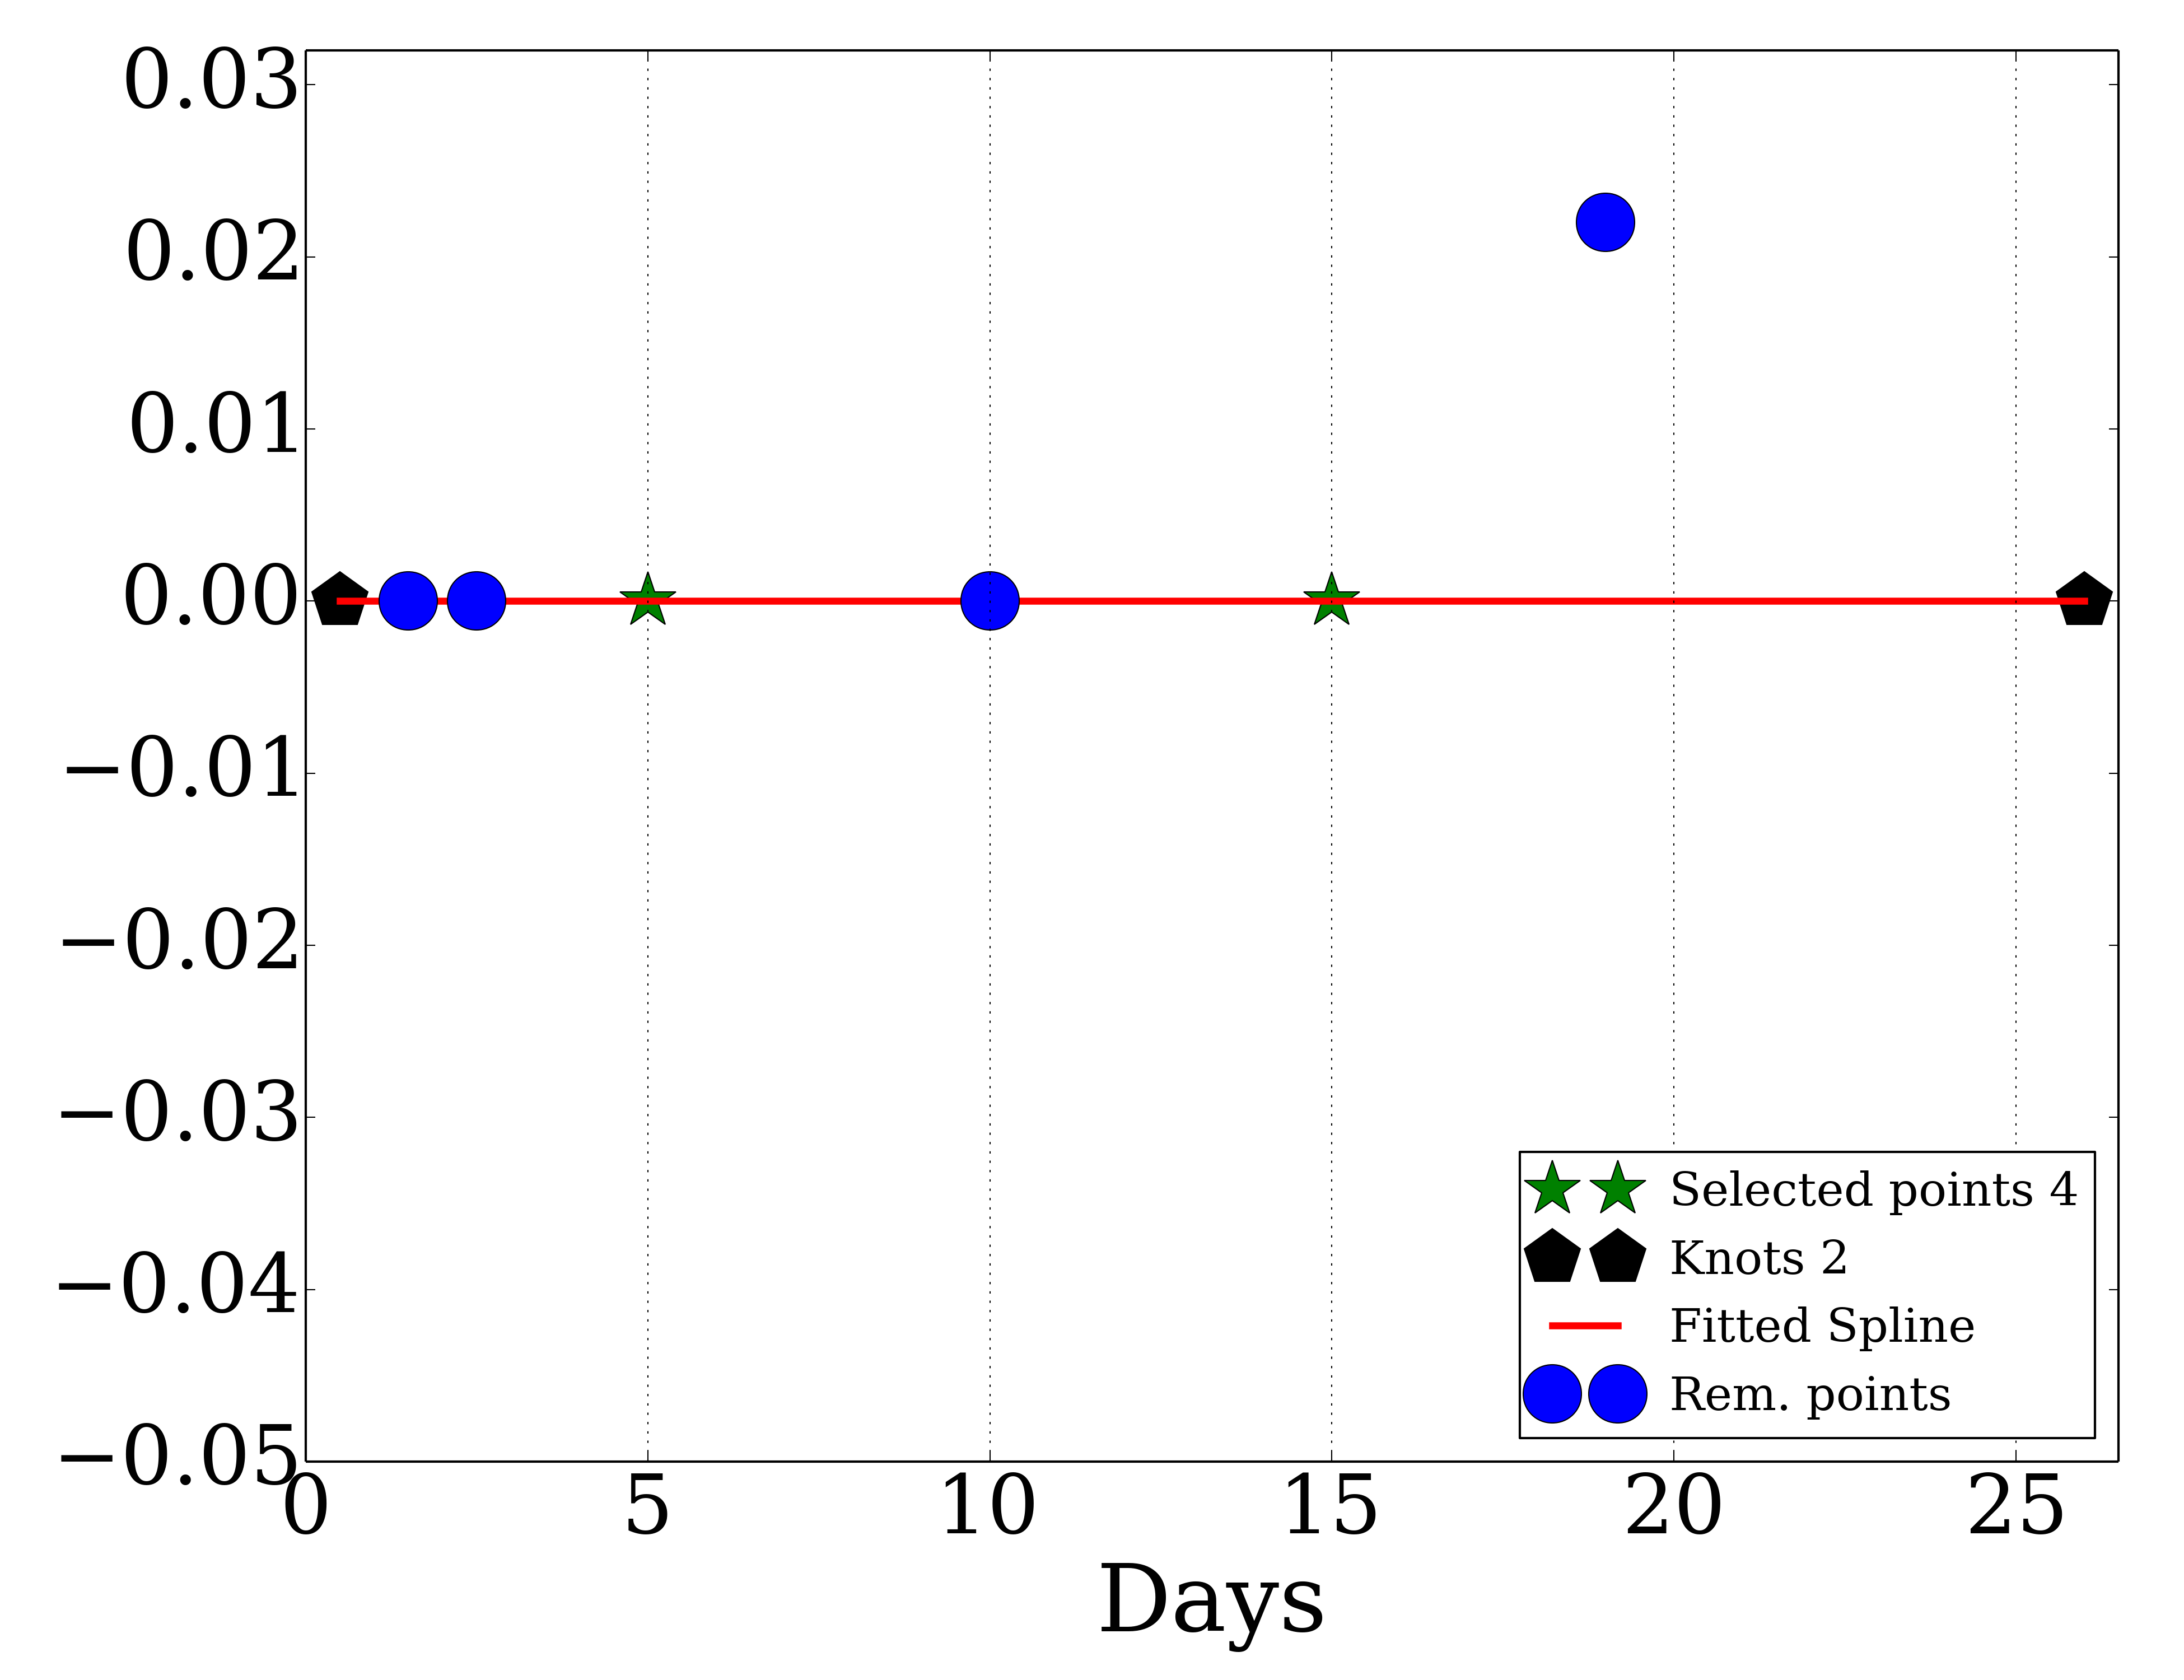 0.03
0.02
0.01
0.00
−0.01
−0.02
−0.03
−0.04
−0.05
0 5 10 15 20 25
Days
Selected points 4
Knots 2
Fitted Spline
Rem. points